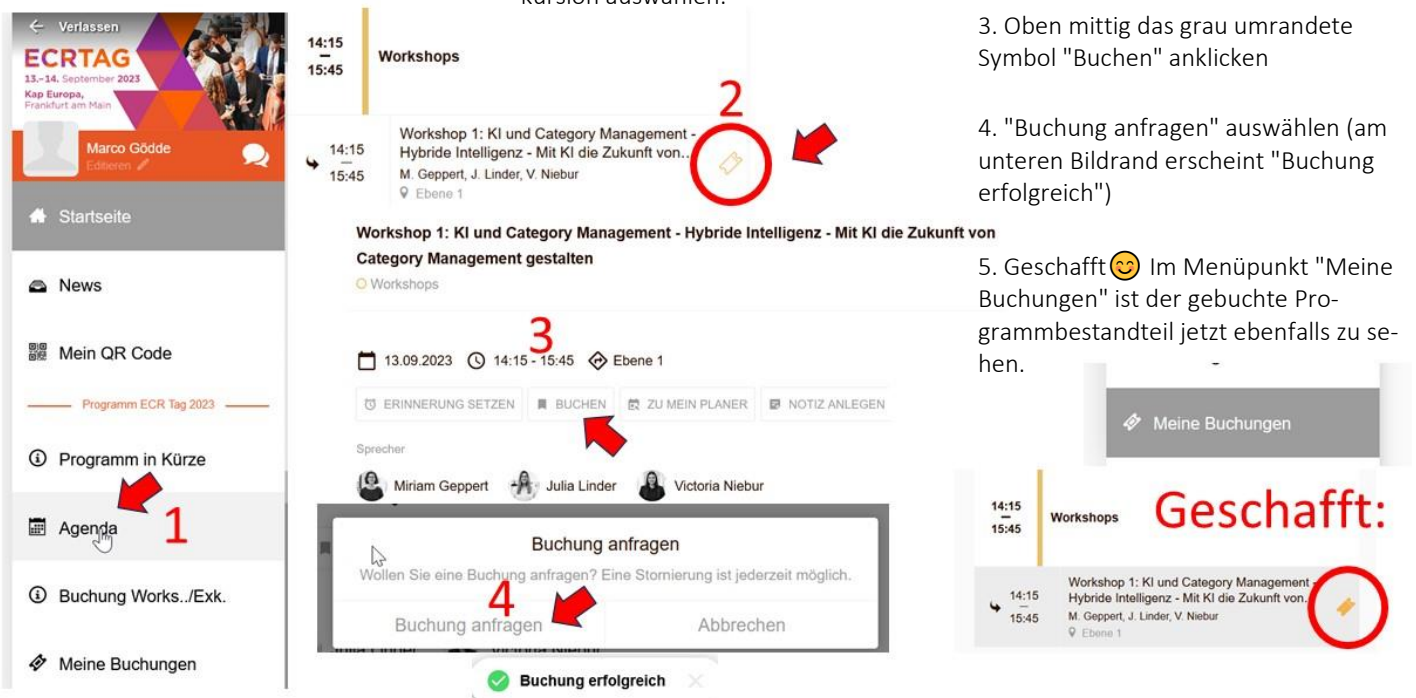 ← Verlassen
ECRTAG
13.–14. September 2023
Kap Europa,
Frankfurt am Main
Marco Gödde
Editieren
Startseite
News
Mein QR Code
Programm ECR Tag 2023
Programm in Kürze
Agenda
1
Buchung Works../Exk.
Meine Buchungen
14:15
—
15:45
Workshops
2
14:15
—
15:45
Workshop 1: KI und Category Management -
Hybride Intelligenz - Mit KI die Zukunft von...
M. Geppert, J. Linder, V. Niebur
Ebene 1
Workshop 1: KI und Category Management - Hybride Intelligenz - Mit KI die Zukunft von
Category Management gestalten
Workshops
3
13.09.2023 14:15 - 15:45 Ebene 1
ERINNERUNG SETZEN BUCHEN ZU MEIN PLANER NOTIZ ANLEGEN
Sprecher
Miriam Geppert Julia Linder Victoria Niebur
Buchung anfragen
Wollen Sie eine Buchung anfragen? Eine Stornierung ist jederzeit möglich.
4
Buchung anfragen Abbrechen
Buchung erfolgreich
3. Oben mittig das grau umrandete
Symbol "Buchen" anklicken
4. "Buchung anfragen" auswählen (am
unteren Bildrand erscheint "Buchung
erfolgreich")
5. Geschafft😊 Im Menüpunkt "Meine
Buchungen" ist der gebuchte Pro-
grammbestandteil jetzt ebenfalls zu se-
hen.
Meine Buchungen
Geschafft:
14:15
—
15:45
Workshops
14:15
—
15:45
Workshop 1: KI und Category Management -
Hybride Intelligenz - Mit KI die Zukunft von...
M. Geppert, J. Linder, V. Niebur
Ebene 1